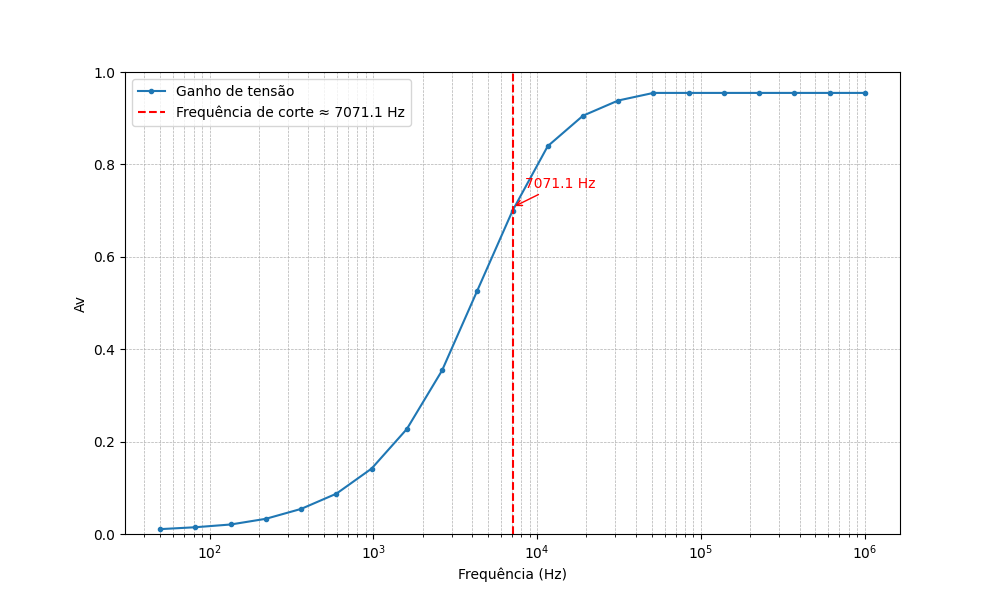 Ganho de tensão
Frequência de corte ≈ 7071.1 Hz
7071.1 Hz
Av
1.0
0.8
0.6
0.4
0.2
0.0
10²
10³
10⁴
10⁵
10⁶
Frequência (Hz)